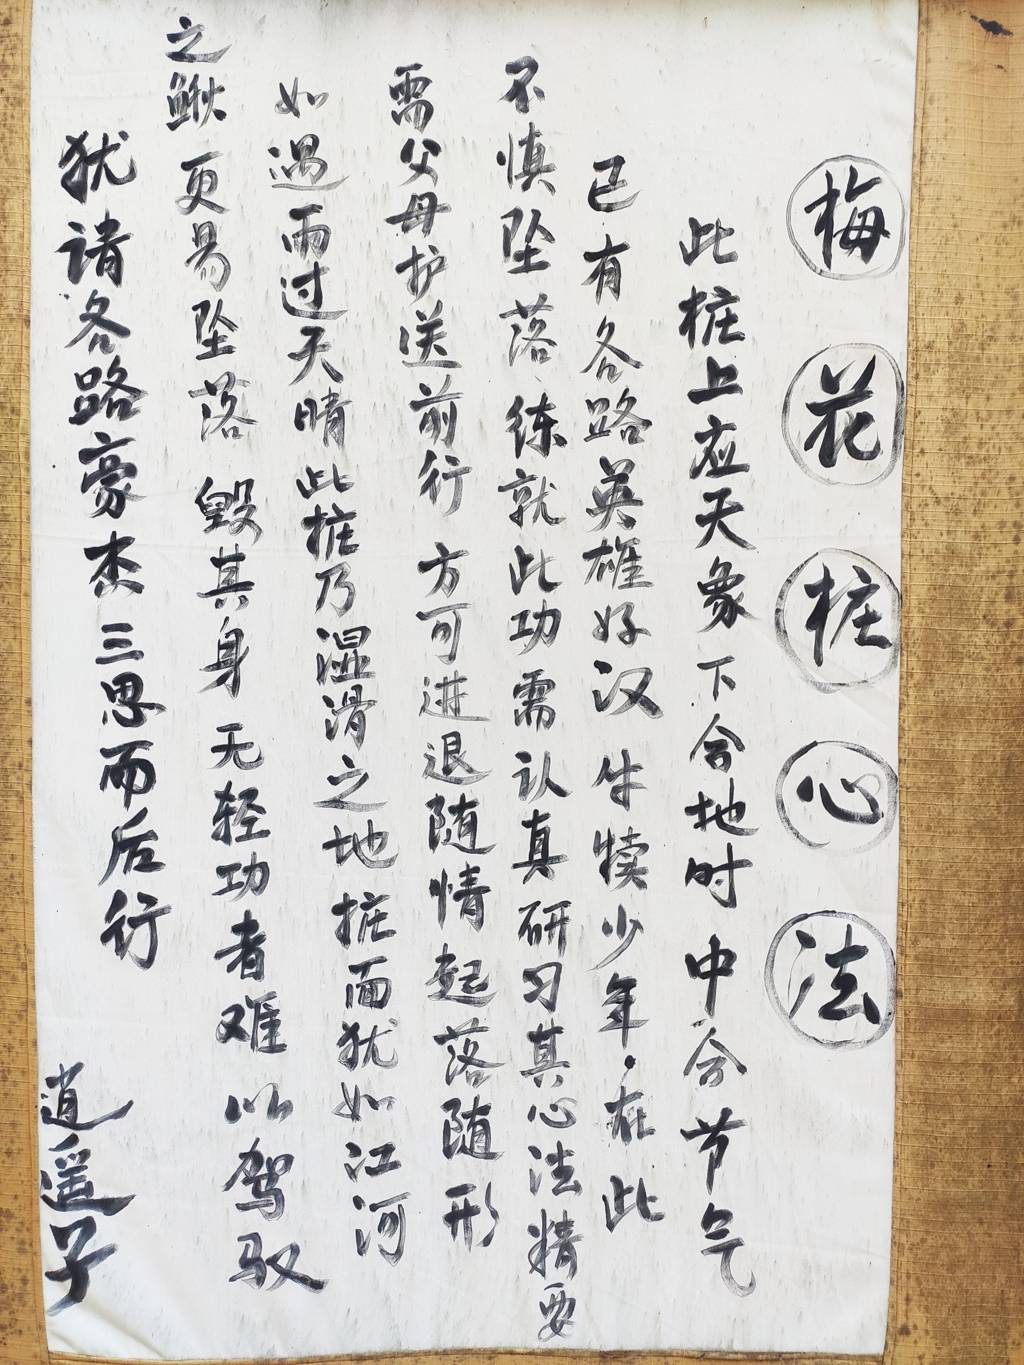 梅花桩心法
此桩上应天象 下合地时 中合节气
已有各路英雄好汉 牛犊少年·在此
不慎坠落 练就此功需认真研习其心法精要
需父母护送前行 方可进退随情起落随形
如遇雨过天晴此桩乃湿滑之地 桩面犹如江河
之鳅 更易坠落 毁其身 无轻功者难以驾驭
犹请各路豪杰三思而后行
逍遥子